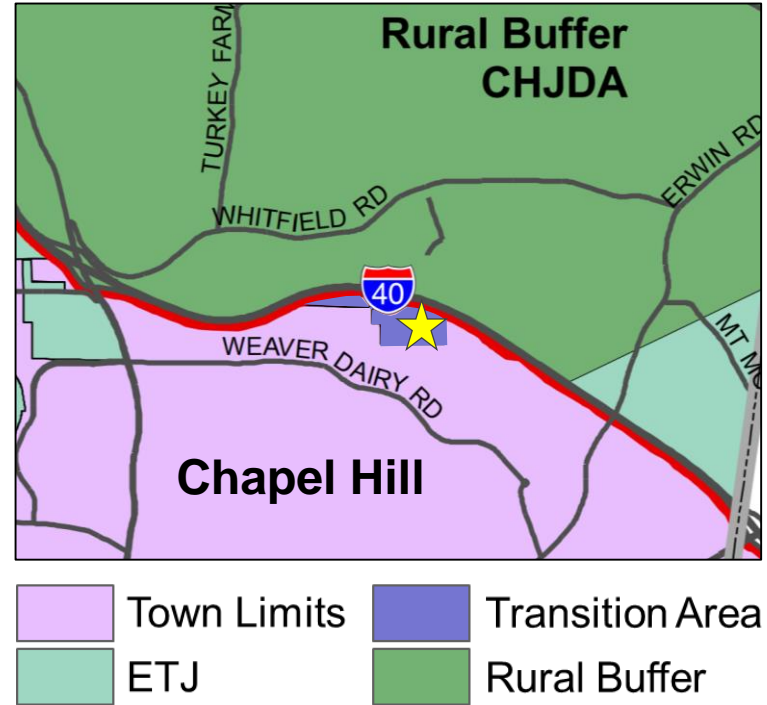 Rural Buffer
CHJDA
TURKEY FARM
WHITFIELD RD
ERWIN RD
40
MT MO
WEAVER DAIRY RD
Chapel Hill
Town Limits
Transition Area
ETJ
Rural Buffer